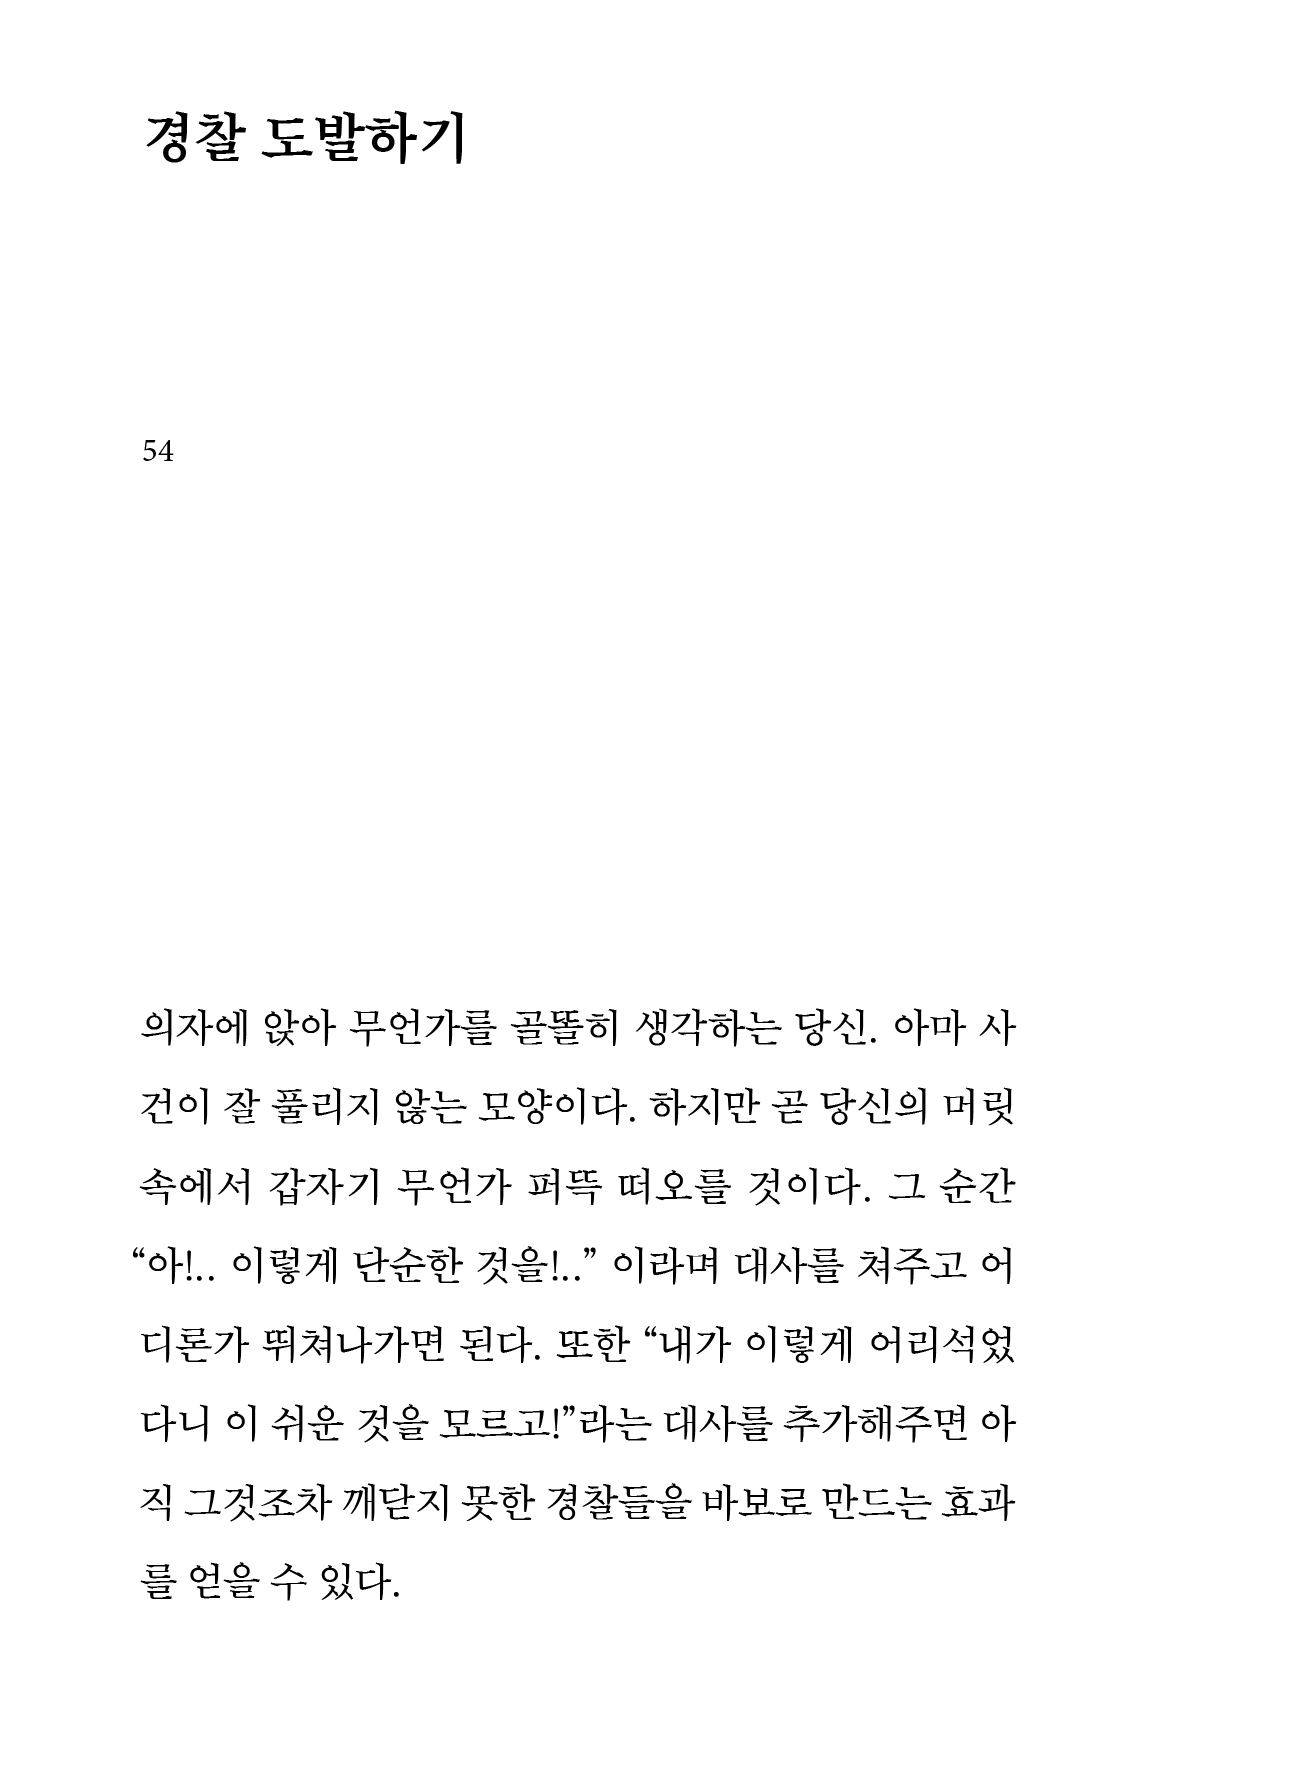 경찰 도발하기
54
의자에 앉아 무언가를 골똘히 생각하는 당신. 아마 사
건이 잘 풀리지 않는 모양이다. 하지만 곧 당신의 머릿
속에서 갑자기 무언가 퍼뜩 떠오를 것이다. 그 순간
“아!.. 이렇게 단순한 것을!..” 이라며 대사를 쳐주고 어
디론가 뛰쳐나가면 된다. 또한 “내가 이렇게 어리석었
다니 이 쉬운 것을 모르고!”라는 대사를 추가해주면 아
직 그것조차 깨닫지 못한 경찰들을 바보로 만드는 효과
를 얻을 수 있다.